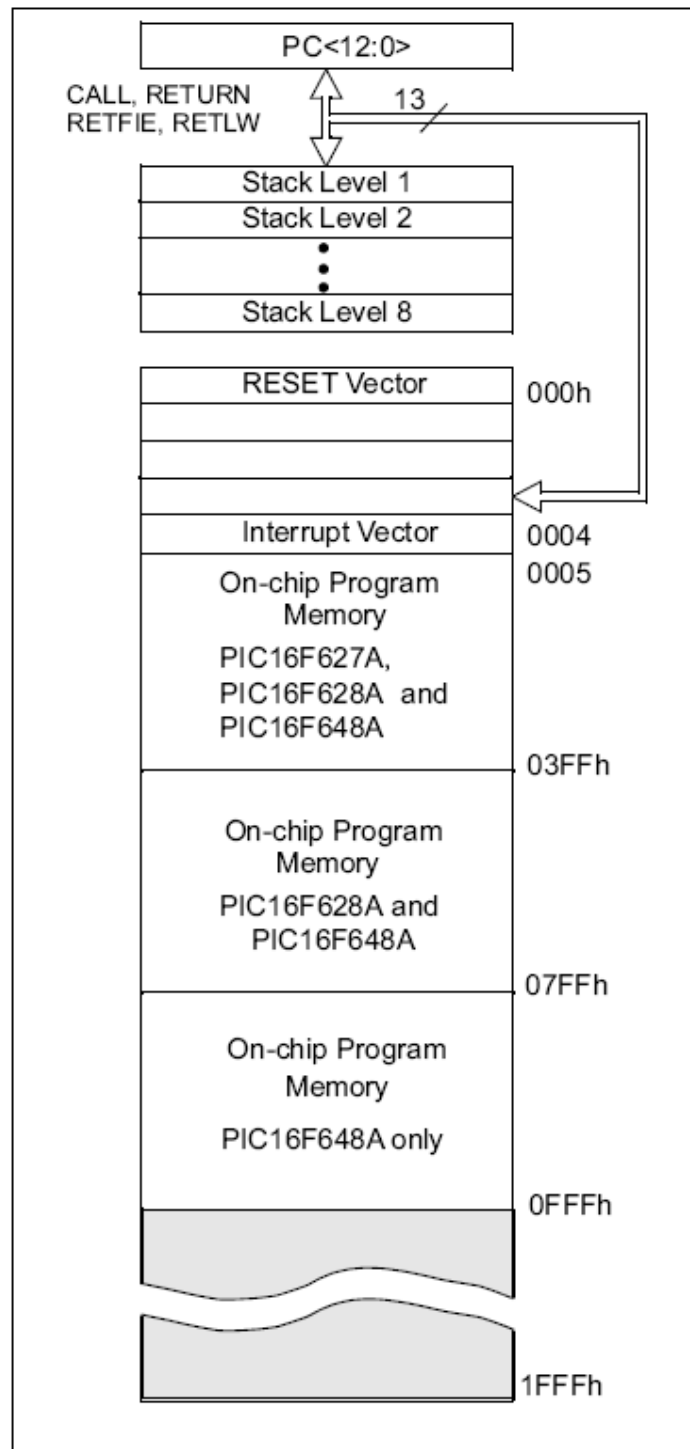 PC<12:0>
CALL, RETURN
RETFIE, RETLW
13
Stack Level 1
Stack Level 2
Stack Level 8
RESET Vector
000h
Interrupt Vector
0004
0005
On-chip Program
Memory
PIC16F627A,
PIC16F628A and
PIC16F648A
03FFh
On-chip Program
Memory
PIC16F628A and
PIC16F648A
07FFh
On-chip Program
Memory
PIC16F648A only
0FFFh
1FFFh